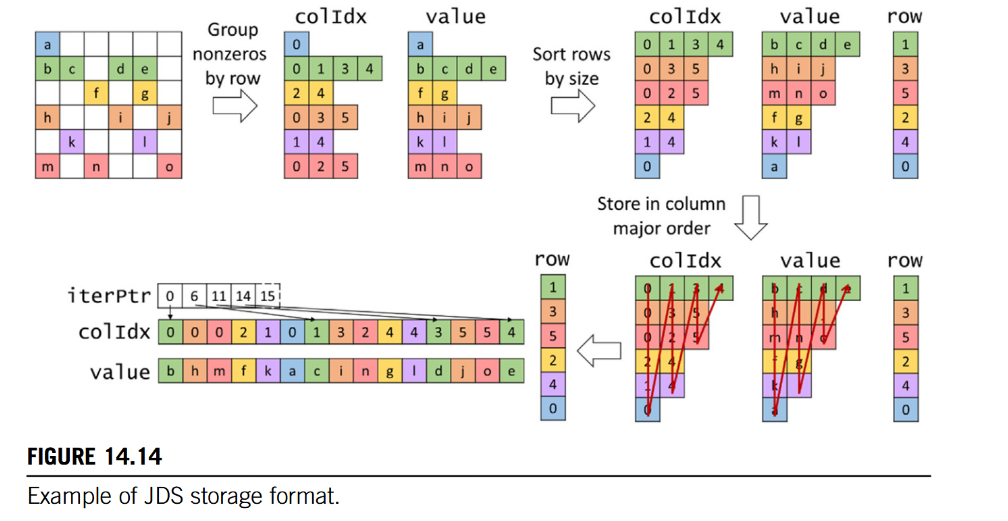 a
b c d e
f g
h i j
k l
m n o
Group
nonzeros
by row
colIdx
0
0 1 3 4
2 4
0 3 5
1 4
0 2 5
value
a
b c d e
f g
h i j
k l
m n o
Sort rows
by size
colIdx
0 1 3 4
0 3 5
0 2 5
2 4
1 4
0
value
b c d e
h i j
m n o
f g
k l
a
row
1
3
5
2
4
0
Store in column
major order
colIdx
0 1 3 4
0 3 5
0 2 5
2 4
1 4
0
value
b c d
h
m n o
f g
k
a
row
1
3
5
2
4
0
row
1
3
5
2
4
0
iterPtr 0 6 11 14 15
colIdx 0 0 0 2 1 0 1 3 2 4 4 3 5 5 4
value b h m f k a c i n g l d j o e
FIGURE 14.14
Example of JDS storage format.